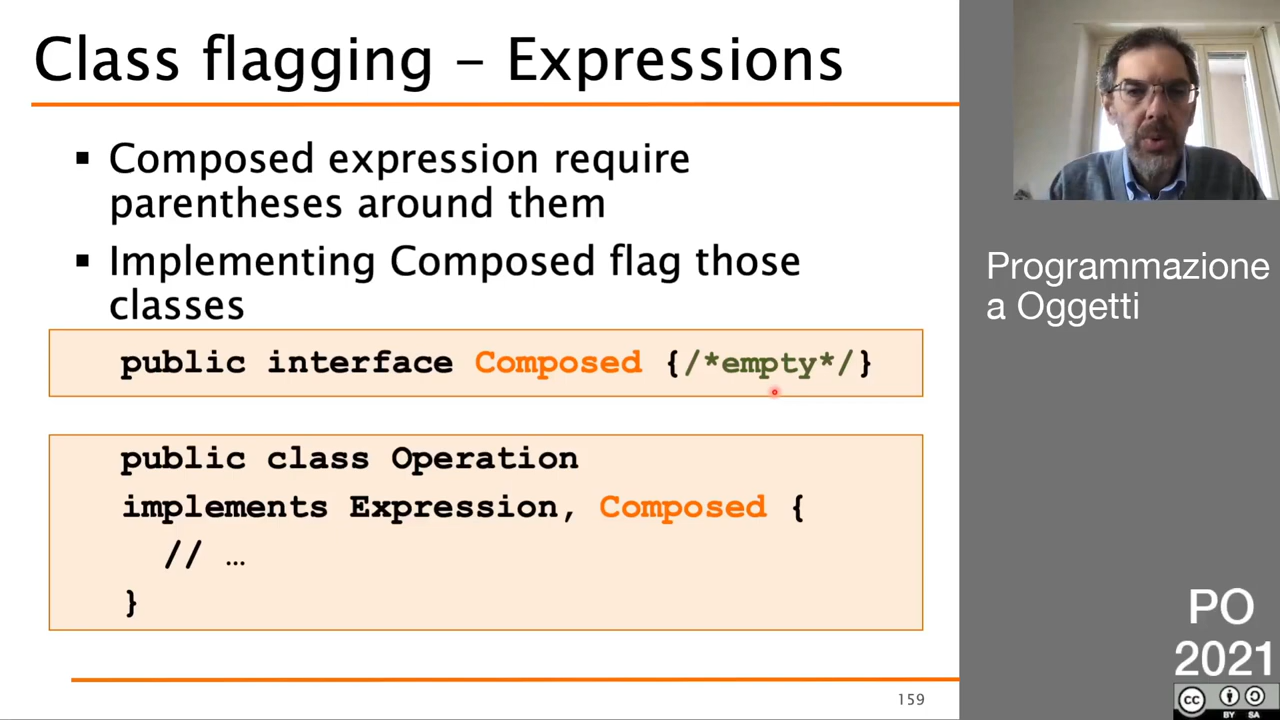 Class flagging – Expressions
▪ Composed expression require
parentheses around them
▪ Implementing Composed flag those
classes
public interface Composed {/*empty*/}
public class Operation
implements Expression, Composed {
// …
}
159
Programmazione
a Oggetti
PO
2021
CC
BY SA